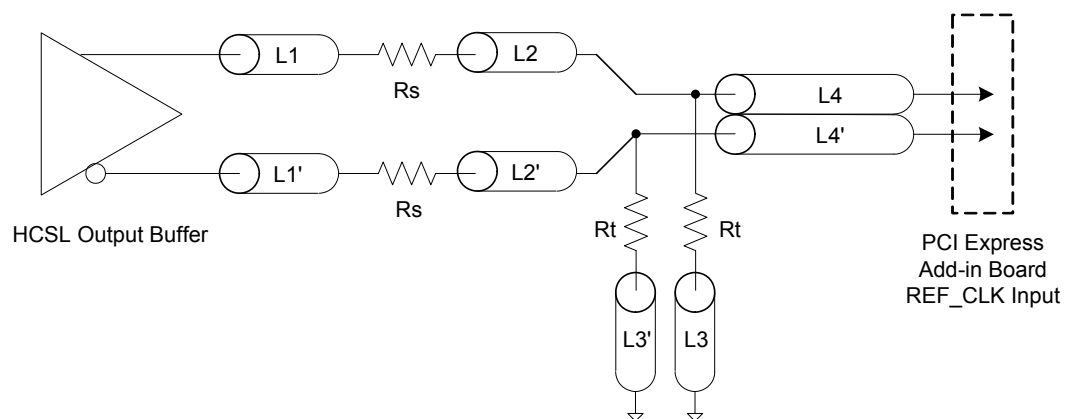 L1
Rs
L2
L4
L4'
L1'
Rs
L2'
HCSL Output Buffer
Rt
Rt
L3'
L3
PCI Express
Add-in Board
REF_CLK Input